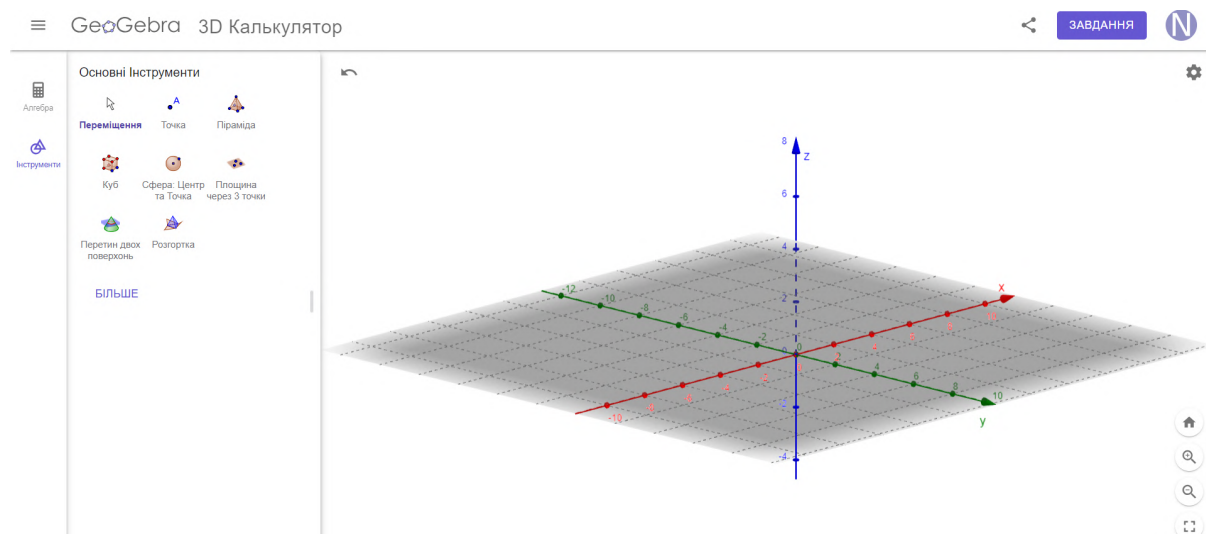 GeoGebra 3D Калькулятор
ЗАВДАННЯ
N
Алгебра
Інструменти
Основні Інструменти
Переміщення
Точка
Піраміда
Куб
Сфера: Центр та Точка
Площина через 3 точки
Перетин двох поверхонь
Розгортка
БІЛЬШЕ
8
z
6
4
2
0
-2
-4
x
-10
2
y
-12
-10
-8
-6
-4
-2
0
4
6
8
10